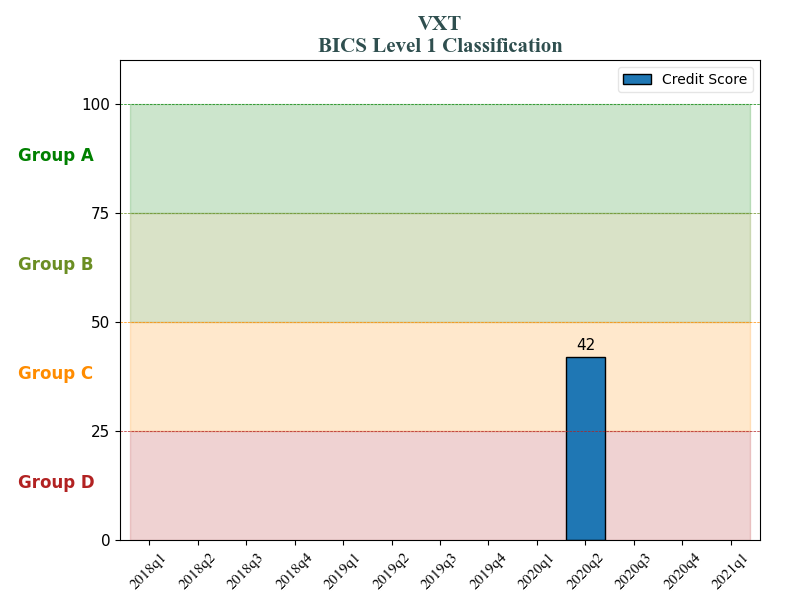 VXT
BICS Level 1 Classification
Credit Score
100
Group A
75
Group B
50
42
Group C
25
Group D
0
2018q1
2018q2
2018q3
2018q4
2019q1
2019q2
2019q3
2019q4
2020q1
2020q2
2020q3
2020q4
2021q1